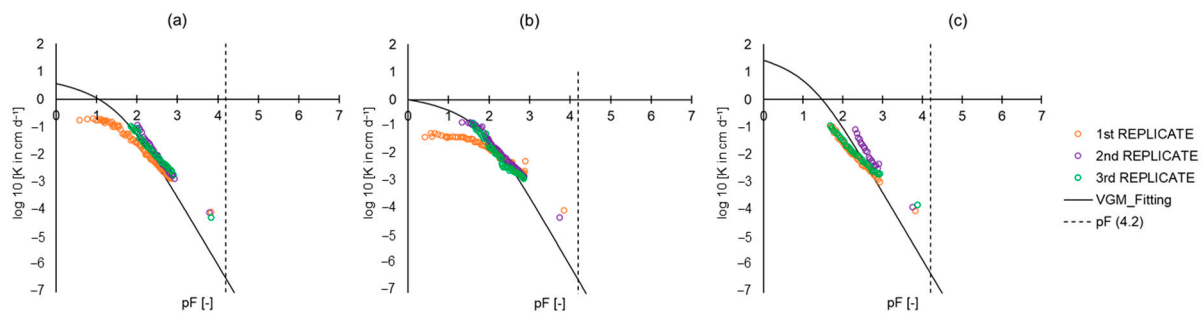 (a)
(b)
(c)
log 10 [K in cm d⁻¹]
2
1
0
–1
–2
–3
–4
–5
–6
–7
0 1 2 3 4 5 6 7
pF [-]
log 10 [K in cm d⁻¹]
2
1
0
–1
–2
–3
–4
–5
–6
–7
0 1 2 3 4 5 6 7
pF [-]
log 10 [K in cm d⁻¹]
2
1
0
–1
–2
–3
–4
–5
–6
–7
0 1 2 3 4 5 6 7
pF [-]
1st REPLICATE
2nd REPLICATE
3rd REPLICATE
VGM_Fitting
pF (4.2)